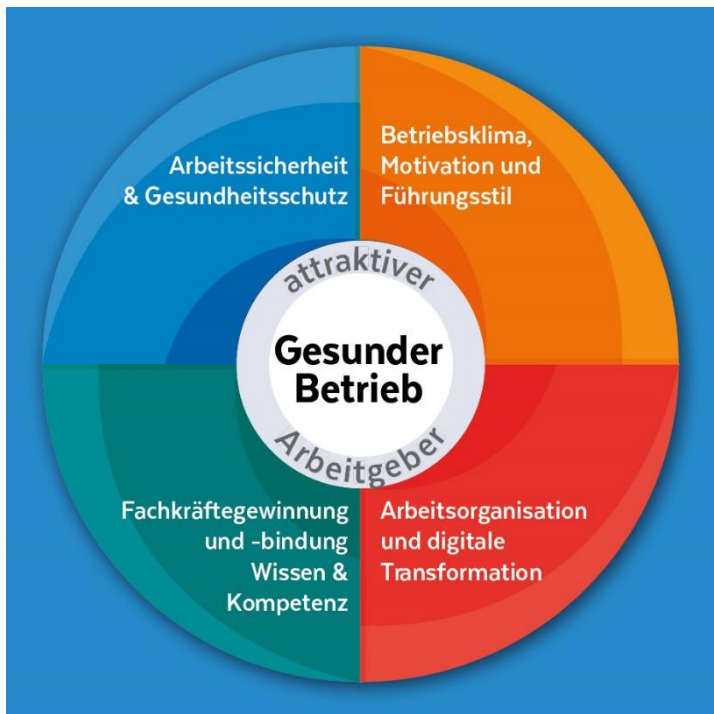 Arbeitssicherheit
& Gesundheitsschutz
Betriebsklima,
Motivation und
Führungsstil
attraktiver
Gesunder
Betrieb
Arbeitgeber
Fachkräftegewinnung
und -bindung
Wissen &
Kompetenz
Arbeitsorganisation
und digitale
Transformation